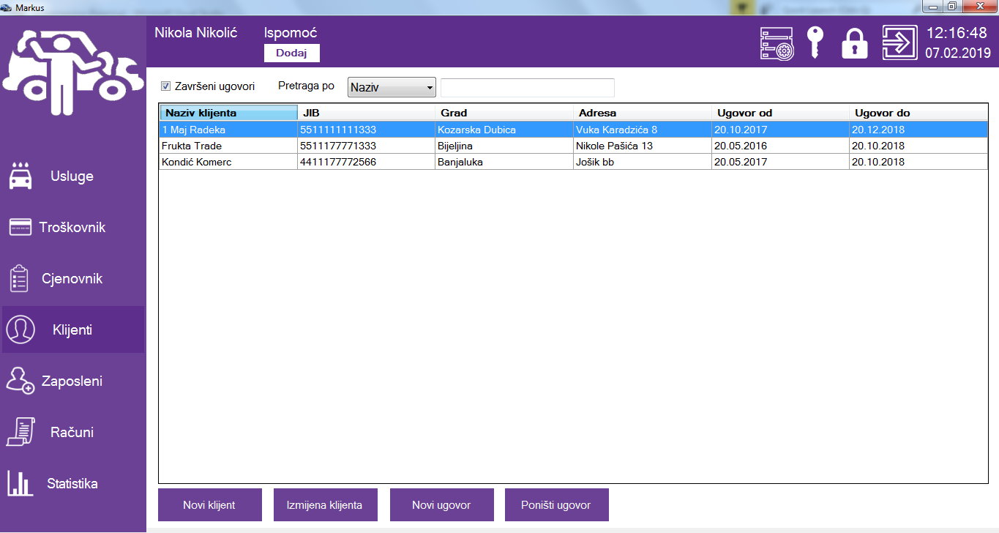 Markus
Nikola Nikolić Ispomoć 12:16:48
Dodaj 07.02.2019
Završeni ugovori Pretraga po Naziv
Naziv klijenta JIB Grad Adresa Ugovor od Ugovor do
1 Maj Radeka 5511111111333 Kozarska Dubica Vuka Karadzića 8 20.10.2017 20.12.2018
Frukta Trade 5511177771333 Bijeljina Nikole Pašića 13 20.05.2016 20.10.2018
Kondić Komerc 4411177772566 Banjaluka Jošik bb 20.05.2017 20.10.2018
Usluge
Troškovnik
Cjenovnik
Klijenti
Zaposleni
Računi
Statistika
Novi klijent Izmijena klijenta Novi ugovor Poništi ugovor